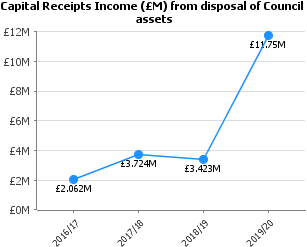 Capital Receipts Income (£M) from disposal of Council
assets
£12M
£10M
£8M
£6M
£4M
£2M
£0M
£2.062M
£3.724M
£3.423M
£11.75M
2016/17
2017/18
2018/19
2019/20